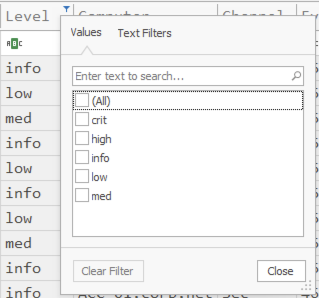 Level
Values
Text Filters
ABC
Enter text to search...
info
(All)
low
crit
med
high
info
info
low
low
info
med
low
med
info
Clear Filter
Close
info